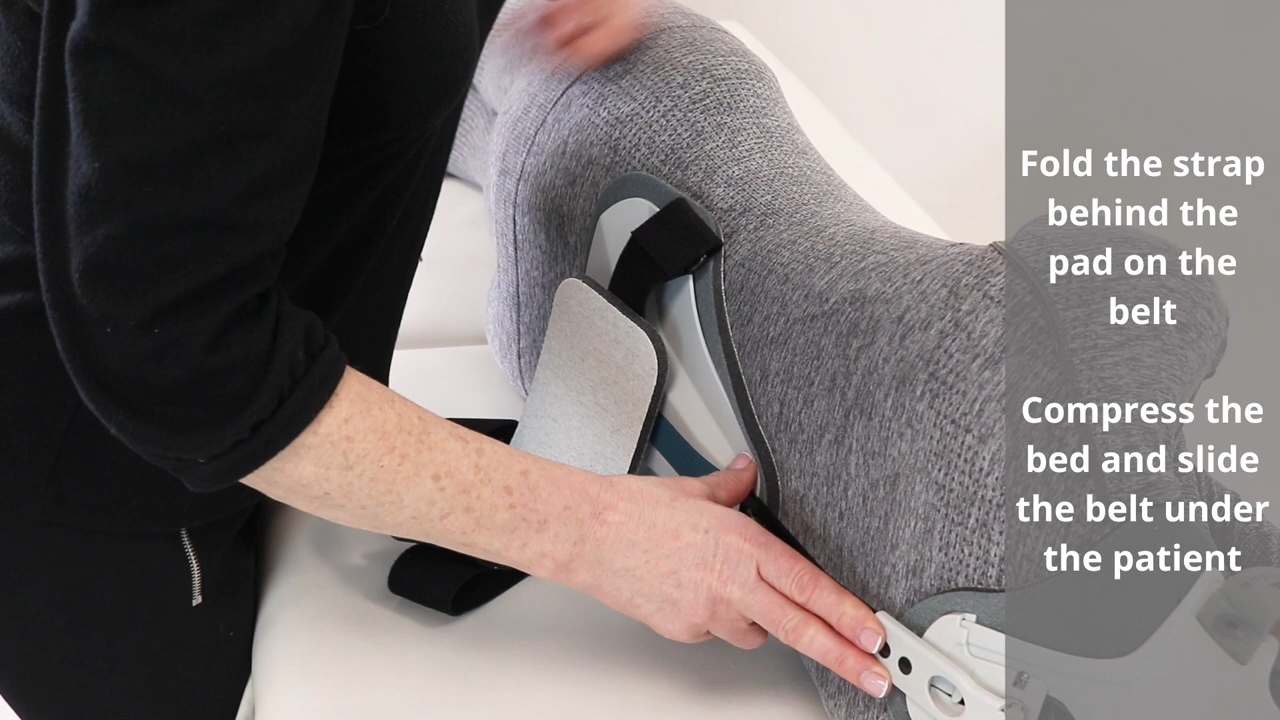 Fold the strap
behind the
pad on the
belt
Compress the
bed and slide
the belt under
the patient